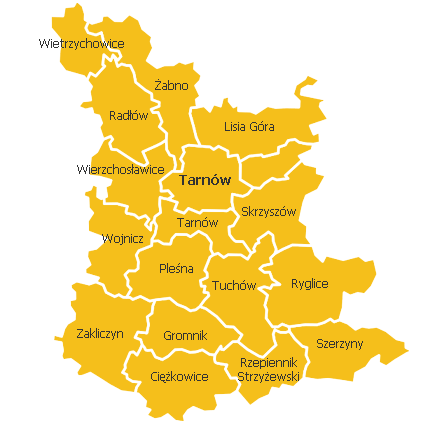 Wietrzychowice
Żabno
Radłów
Lisia Góra
Wierzchosławice
Tarnów
Skrzyszów
Tarnów
Wojnicz
Pleśna
Tuchów
Ryglice
Zakliczyn
Gromnik
Szerzyny
Rzepiennik
Strzyżewski
Ciężkowice